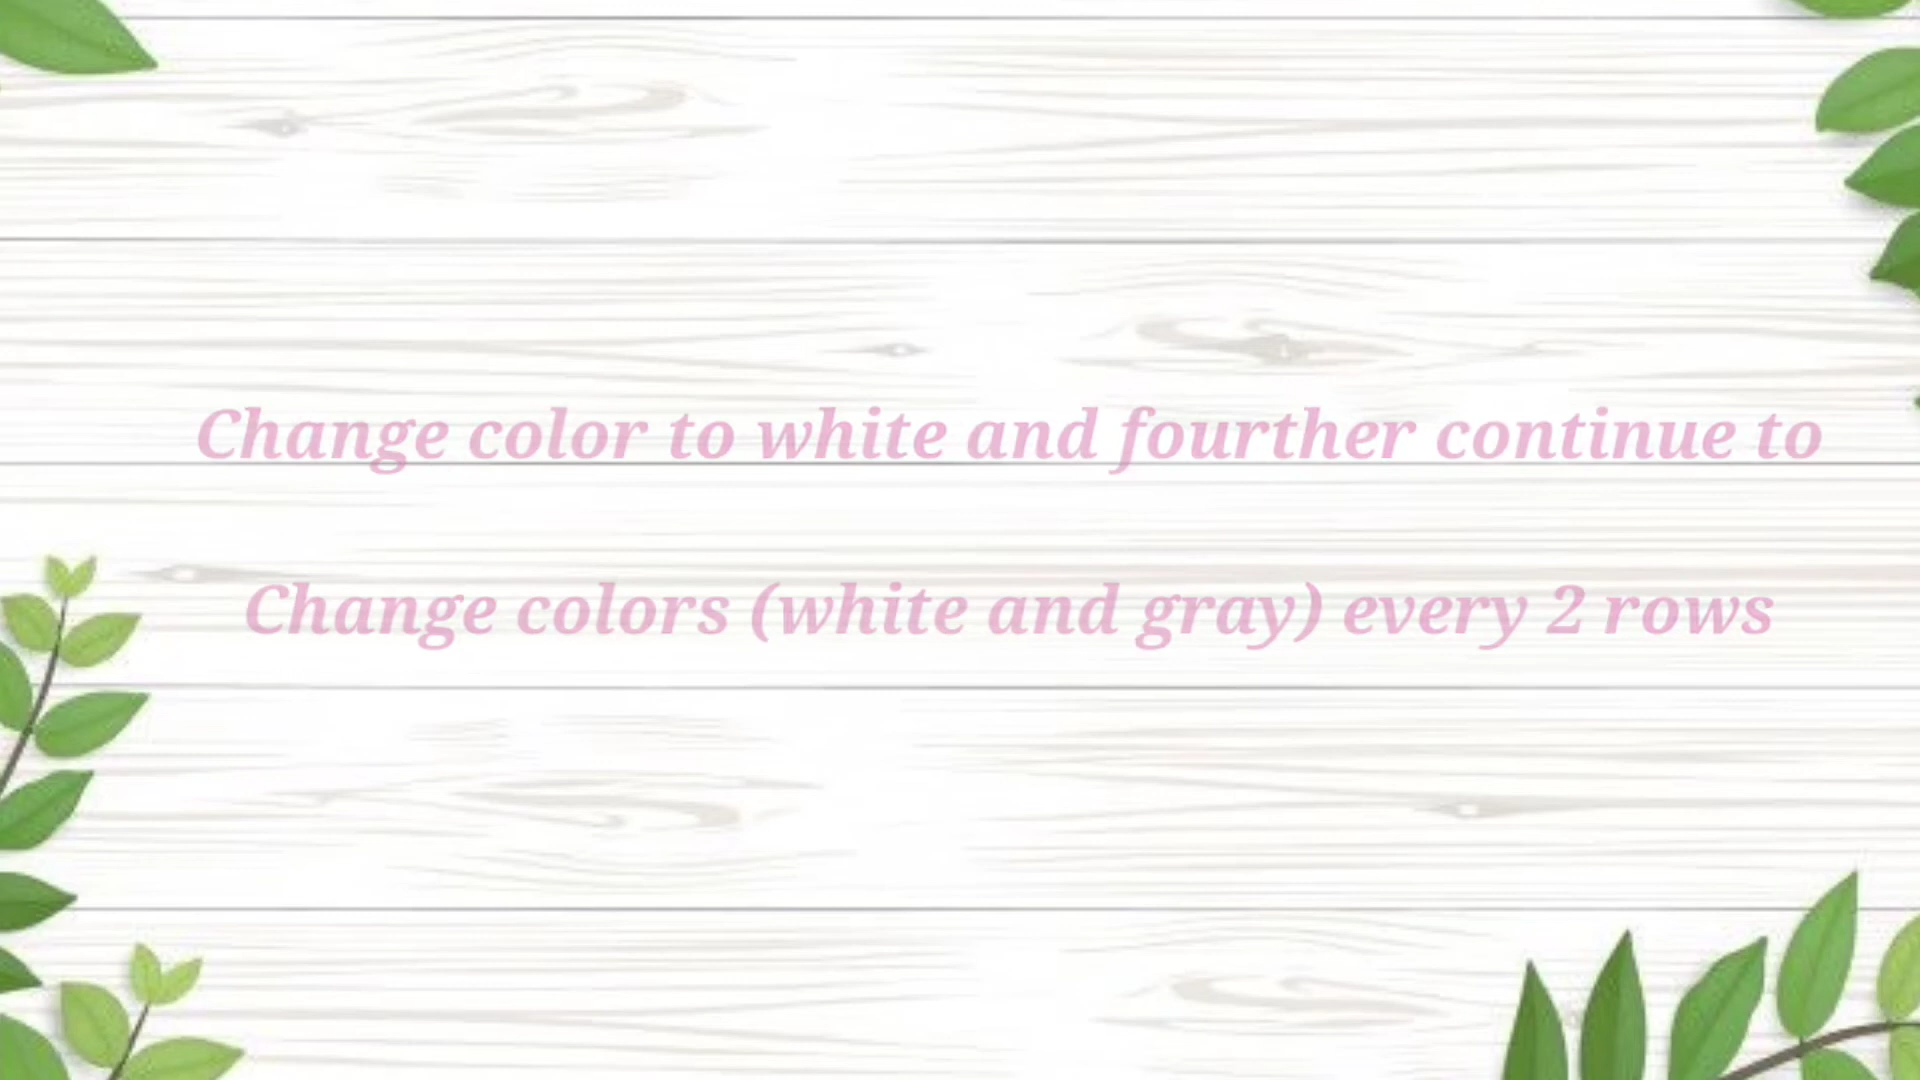 Change color to white and fourther continue to
Change colors (white and gray) every 2 rows